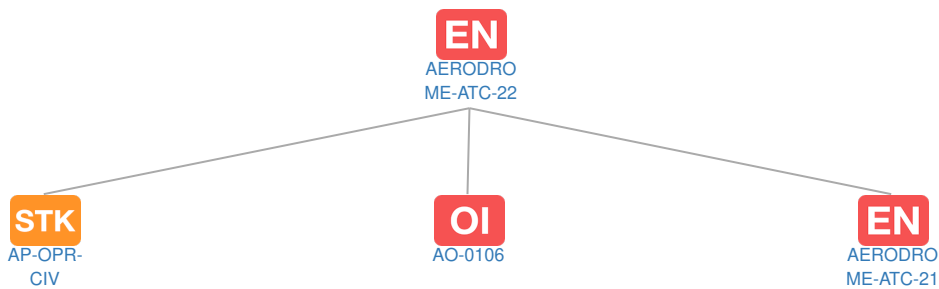 EN
AERODRO
ME-ATC-22
STK
AP-OPR-
CIV
OI
AO-0106
EN
AERODRO
ME-ATC-21